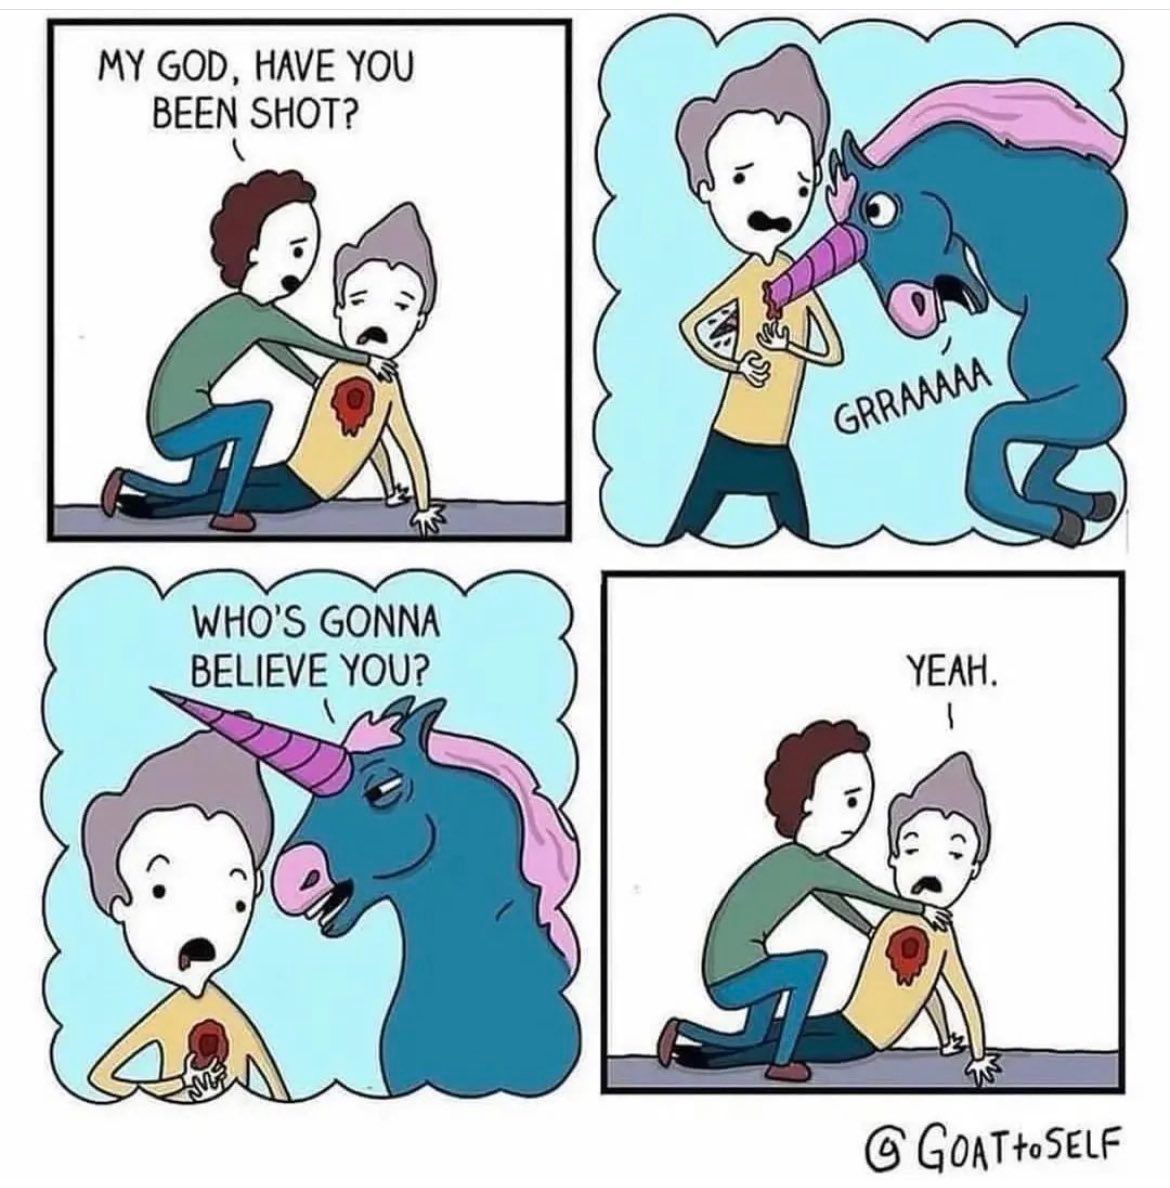 MY GOD, HAVE YOU
BEEN SHOT?
GRRAAAAA
WHO'S GONNA
BELIEVE YOU?
YEAH.
@GOATtoSELF